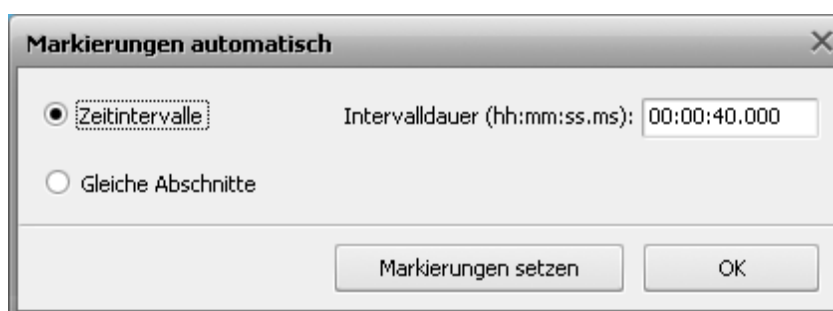 Markierungen automatisch
Zeitintervalle Intervalldauer (hh:mm:ss.ms): 00:00:40.000
Gleiche Abschnitte
Markierungen setzen OK